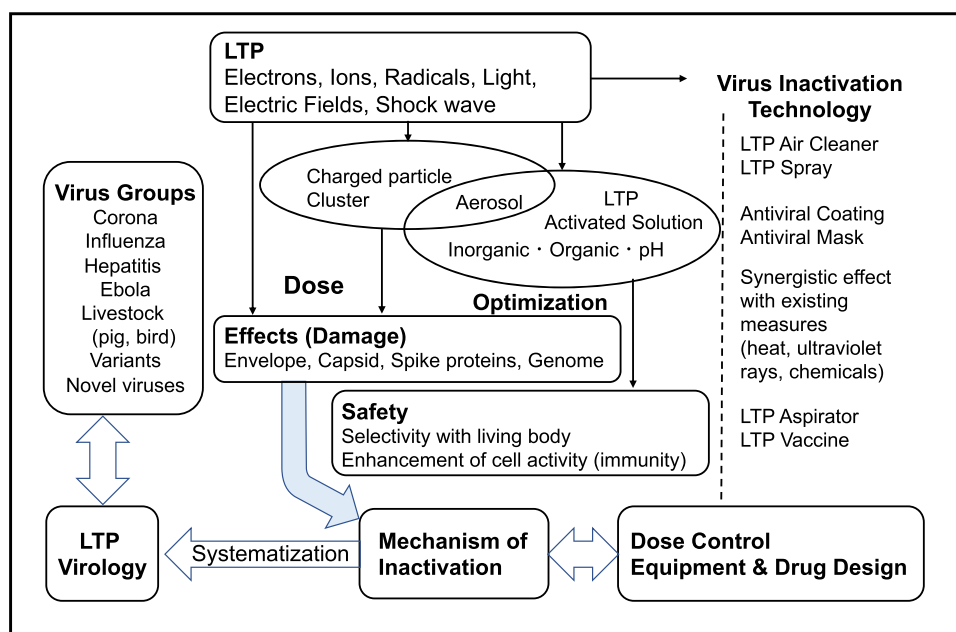 LTP
Electrons, Ions, Radicals, Light,
Electric Fields, Shock wave
Virus Inactivation
Technology
LTP Air Cleaner
LTP Spray
Antiviral Coating
Antiviral Mask
Synergistic effect
with existing
measures
(heat, ultraviolet
rays, chemicals)
LTP Aspirator
LTP Vaccine
Virus Groups
Corona
Influenza
Hepatitis
Ebola
Livestock
(pig, bird)
Variants
Novel viruses
Charged particle
Cluster
Aerosol
LTP
Activated Solution
Inorganic・Organic・pH
Dose
Optimization
Effects (Damage)
Envelope, Capsid, Spike proteins, Genome
Safety
Selectivity with living body
Enhancement of cell activity (immunity)
LTP
Virology
Systematization
Mechanism of
Inactivation
Dose Control
Equipment & Drug Design